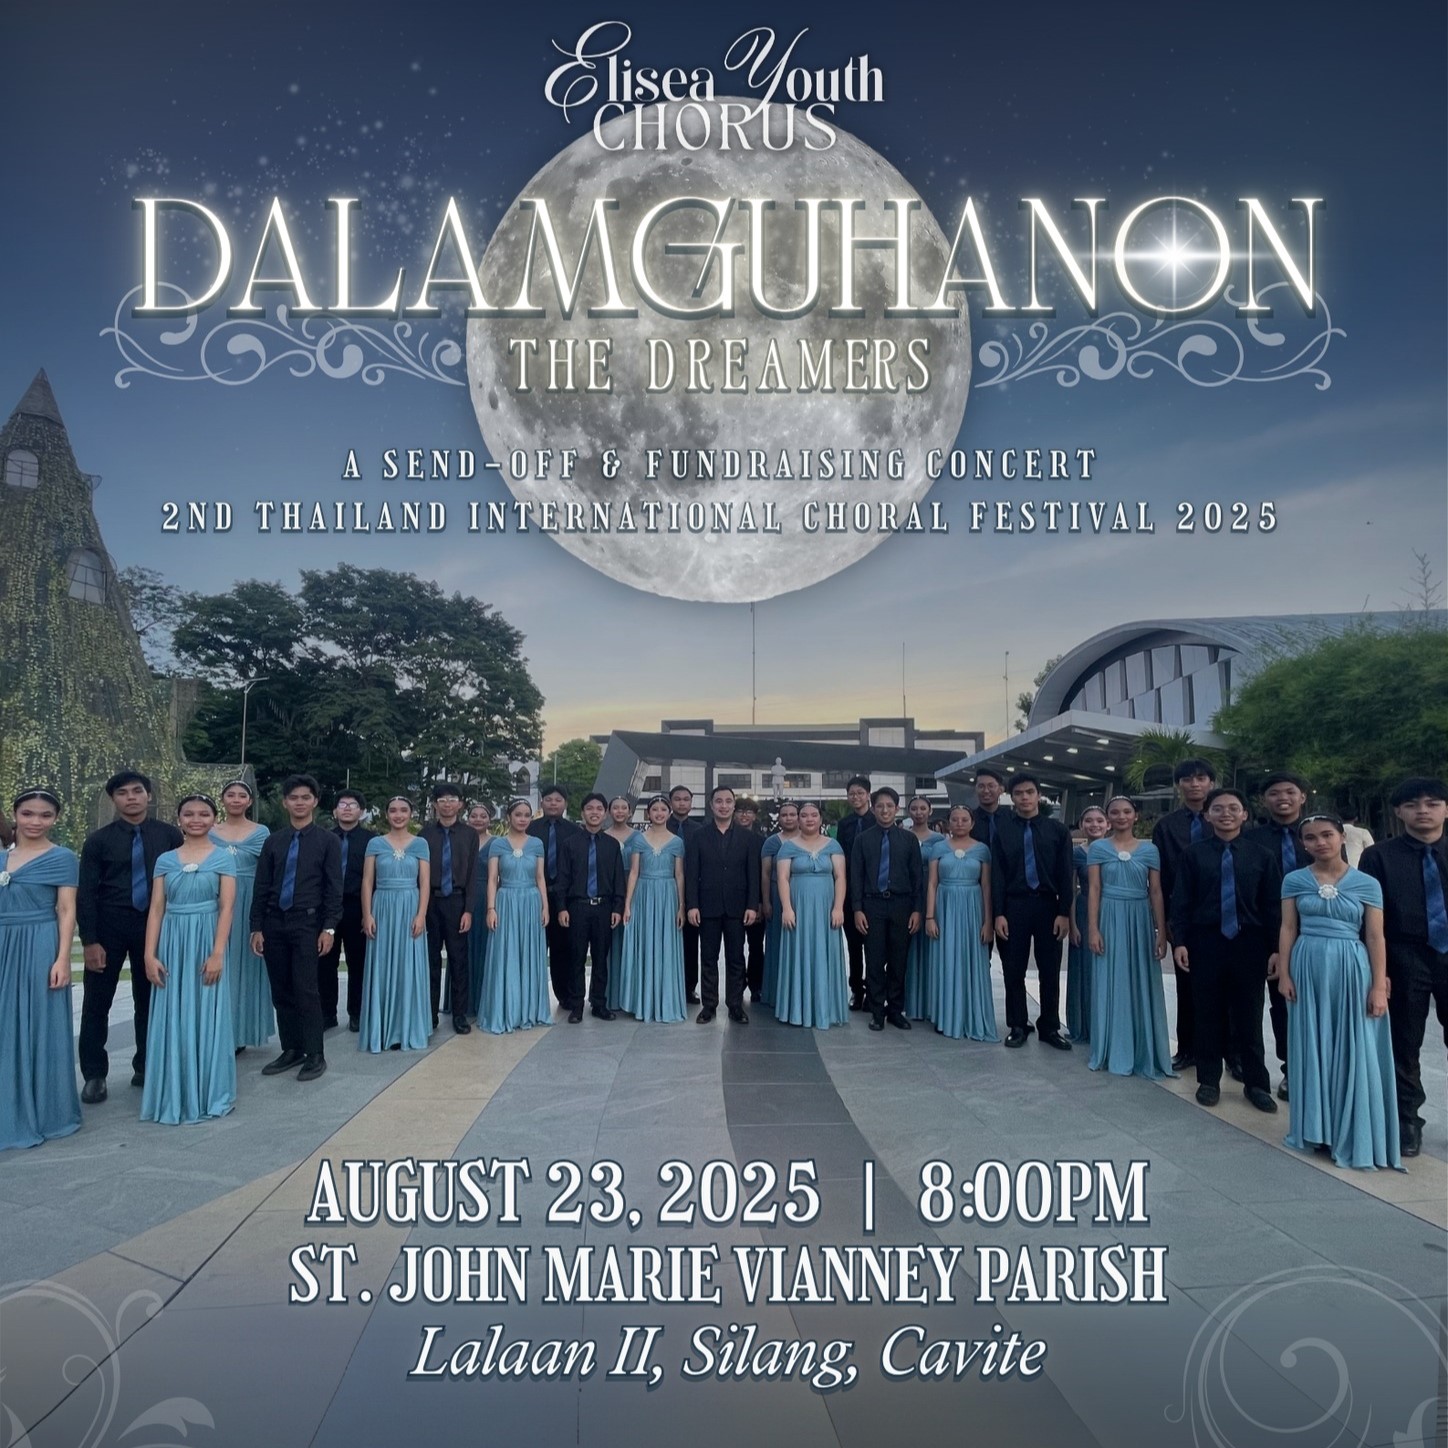 Elisea Youth
CHORUS
DALAMGUHANON
THE DREAMERS
A SEND-OFF & FUNDRAISING CONCERT
2ND THAILAND INTERNATIONAL CHORAL FESTIVAL 2025
AUGUST 23, 2025 | 8:00PM
ST. JOHN MARIE VIANNEY PARISH
Lalaan II, Silang, Cavite